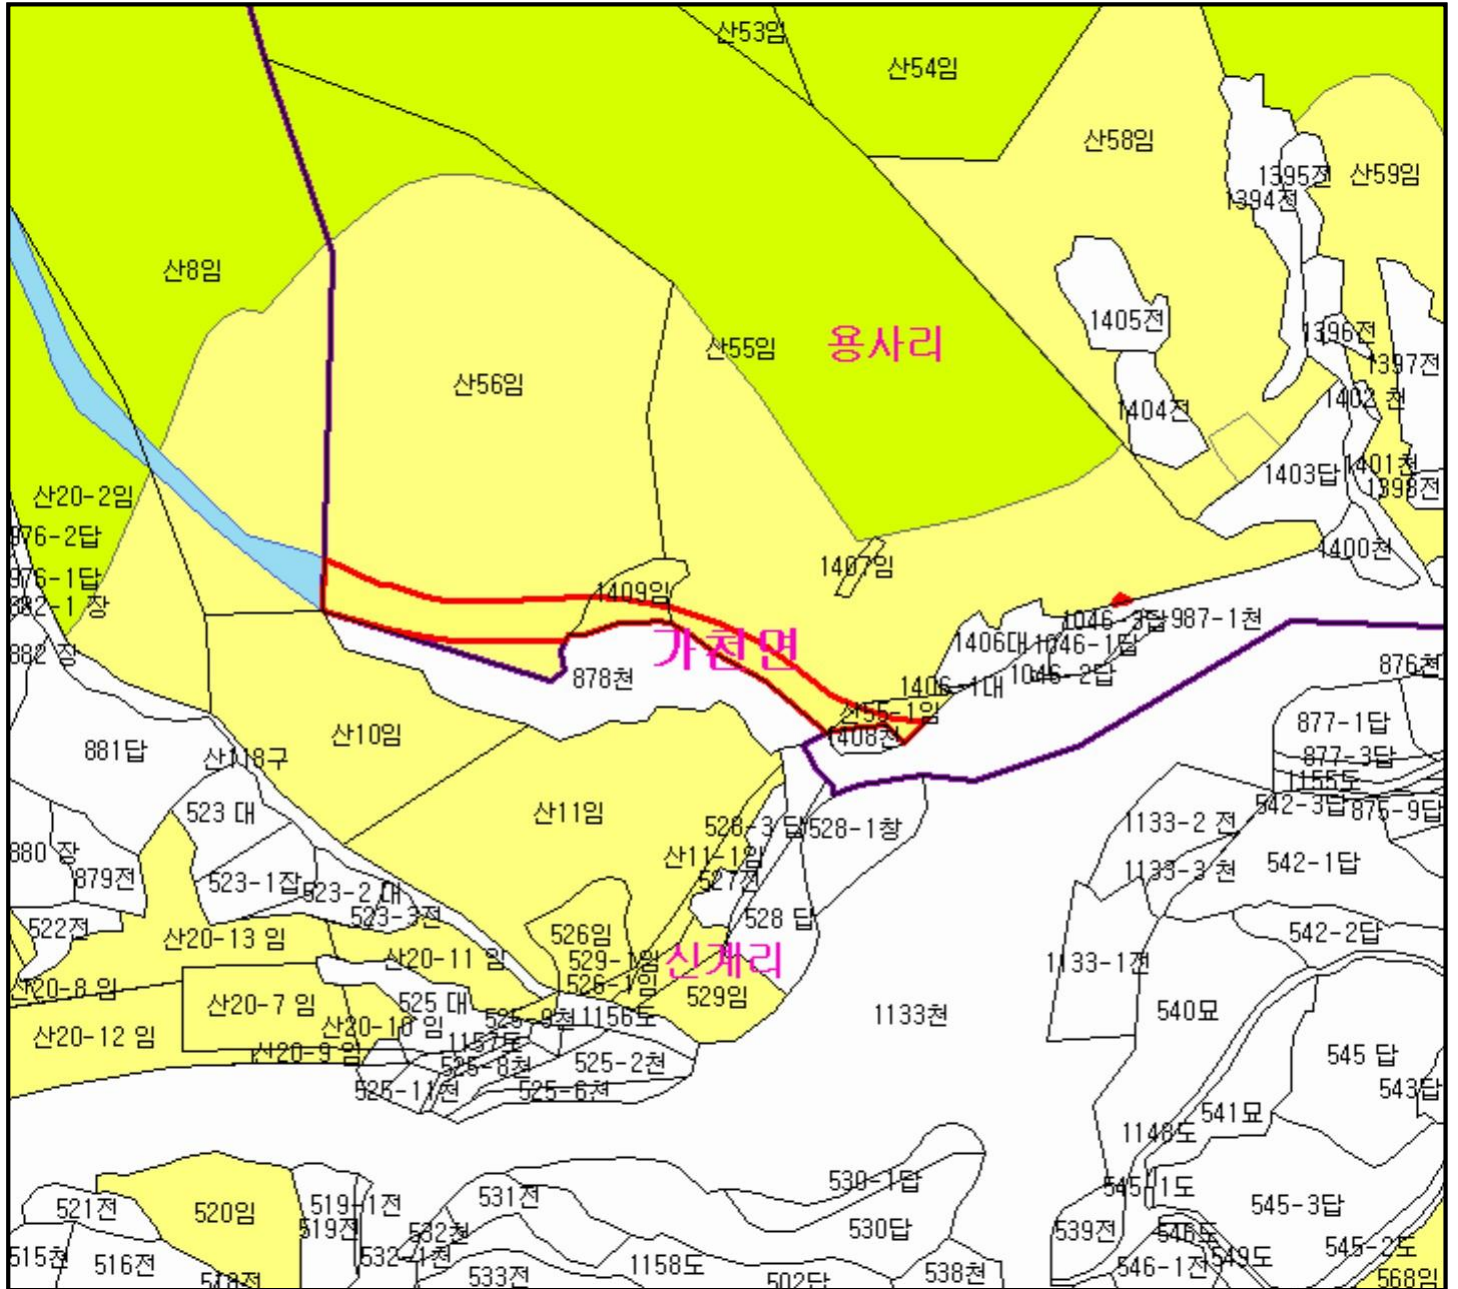 산53임
산54임
산58임
1395전
산59임
1394전
산8임
1405전
용사리
1396전
산55임
1397전
산56임
1402 천
1404전
1401천
1403답
1398전
산20-2임
976-2답
1400천
976-1답
1407임
882-1 장
1409임
1046-3답
987-1천
882 장
가천면
1406대
1046-1답
876천
878천
1046-2답
1406-1대
산55-1임
877-1답
산10임
1408천
881답
산118구
877-3답
1155도
산11임
523 대
542-3답
875-9답
528-3 답
528-1창
1133-2 전
880 장
산11-1임
542-1답
879전
523-1잡
527전
1133-3 천
523-2 대
523-3전
528 답
522전
526임
산20-13 임
542-2답
산20-11 임
529-1임
신계리
1133-1전
526-1임
산20-8 임
산20-7 임
525 대
529임
산20-10 임
525-9천
1156도
1133천
540묘
산20-12 임
1157도
산20-9 임
525-8천
525-2천
545 답
525-11천
525-6천
543답
541묘
1148도
530-1답
545-1도
521전
520임
519-1전
531전
545-3답
519전
532천
530답
539전
546도
515천
516전
532-1천
1158도
549도
545-2도
518전
533전
502답
538천
546-1전
568임